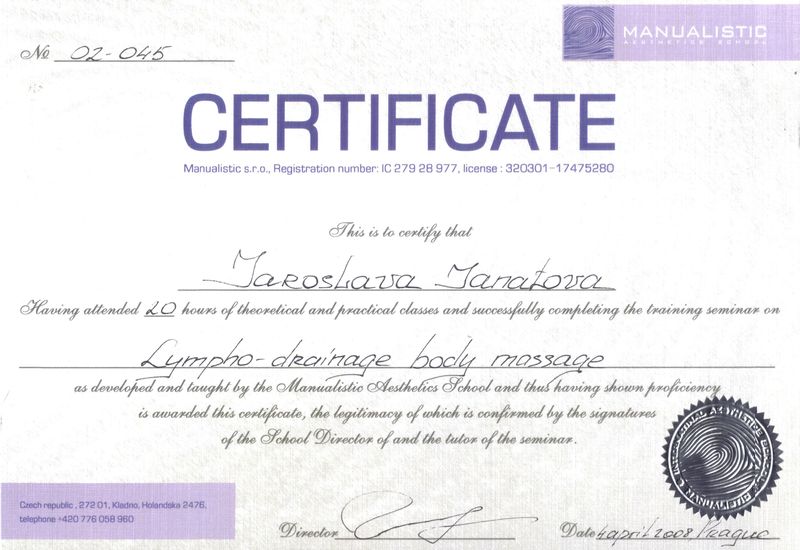 № 02-045
MANUALISTIC
AESTHETICS SCHOOL
CERTIFICATE
Manualistic s.r.o., Registration number: IC 279 28 977, license : 320301-17475280
This is to certify that
Jaroslava Janatova
Having attended 20 hours of theoretical and practical classes and successfully completing the training seminar on
Lympho-drainage body massage
as developed and taught by the Manualistic Aesthetics School and thus having shown proficiency
is awarded this certificate, the legitimacy of which is confirmed by the signatures
of the School Director of and the tutor of the seminar.
INTERNATIONAL AESTHETIC SCHOOL
MANUALISTIC
Czech republic , 272 01, Kladno, Holandska 2476,
telephone +420 776 058 960
Director
Date 4 april 2008 Prague